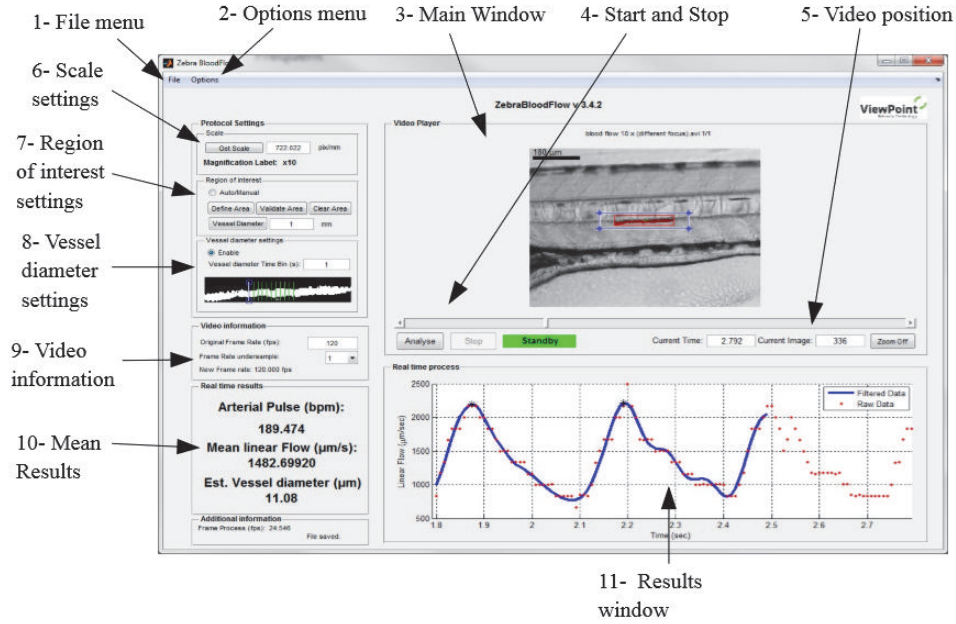 1- File menu
2- Options menu
3- Main Window
4- Start and Stop
5- Video position
6- Scale
settings
7- Region
of interest
settings
8- Vessel
diameter
settings
9- Video
information
10- Mean
Results
11- Results
window
File Options
ZebraBloodFlow v 3.4.2
ViewPoint
Protocol Settings
Scale
Get Scale 722.022 pix/mm
Magnification Label: x10
Region of interest
Auto/Manual
Define Area Validate Area Clear Area
Vessel Diameter 1 mm
Vessel diameter settings
Enable
Vessel diameter Time Bin (s): 1
Video information
Original Frame Rate (fps): 120
Frame Rate undersample: 1
New Frame rate: 120.000 fps
Real time results
Arterial Pulse (bpm):
189.474
Mean linear Flow (µm/s):
1482.69920
Est. Vessel diameter (µm)
11.08
Additional information
Frame Process (fps): 24.546
File saved.
Video Player
blood flow 10 x (different focus).avi 1/1
180 µm
Analyse Stop Standby Current Time: 2.792 Current Image: 336 Zoom Off
Real time process
Filtered Data
Raw Data
Linear Flow (µm/sec)
2500
2000
1500
1000
500
1.8 1.9 2 2.1 2.2 2.3 2.4 2.5 2.6 2.7
Time (sec)